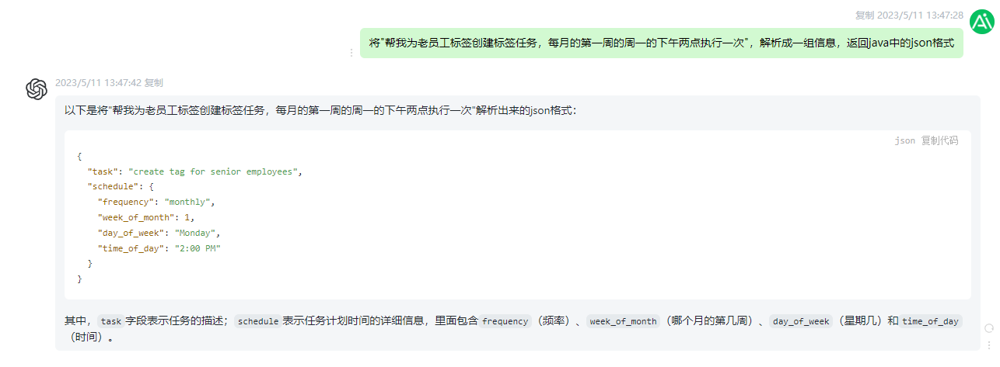 复制 2023/5/11 13:47:28
将"帮我为老员工标签创建标签任务，每月的第一周的周一的下午两点执行一次"，解析成一组信息，返回java中的json格式
2023/5/11 13:47:42 复制
以下是将"帮我为老员工标签创建标签任务，每月的第一周的周一的下午两点执行一次"解析出来的json格式：
json 复制代码
{
  "task": "create tag for senior employees",
  "schedule": {
    "frequency": "monthly",
    "week_of_month": 1,
    "day_of_week": "Monday",
    "time_of_day": "2:00 PM"
  }
}
其中，task 字段表示任务的描述；schedule 表示任务计划时间的详细信息，里面包含 frequency（频率）、week_of_month（哪个月的第几周）、day_of_week（星期几）和 time_of_day
（时间）。